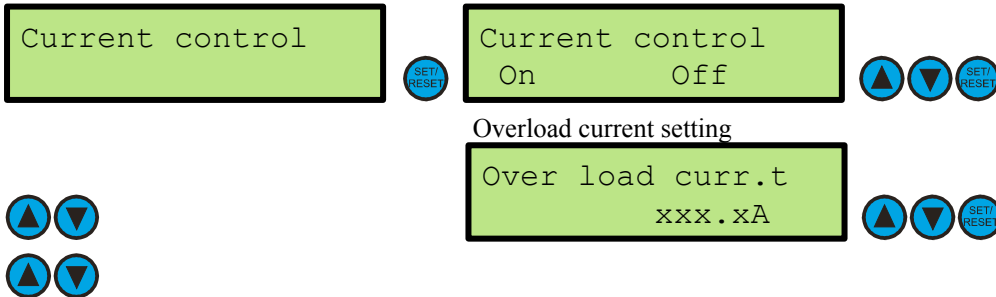 Current control
SET/
RESET
Current control
On Off
SET/
RESET
Overload current setting
Over load curr.t
xxx.xA
SET/
RESET